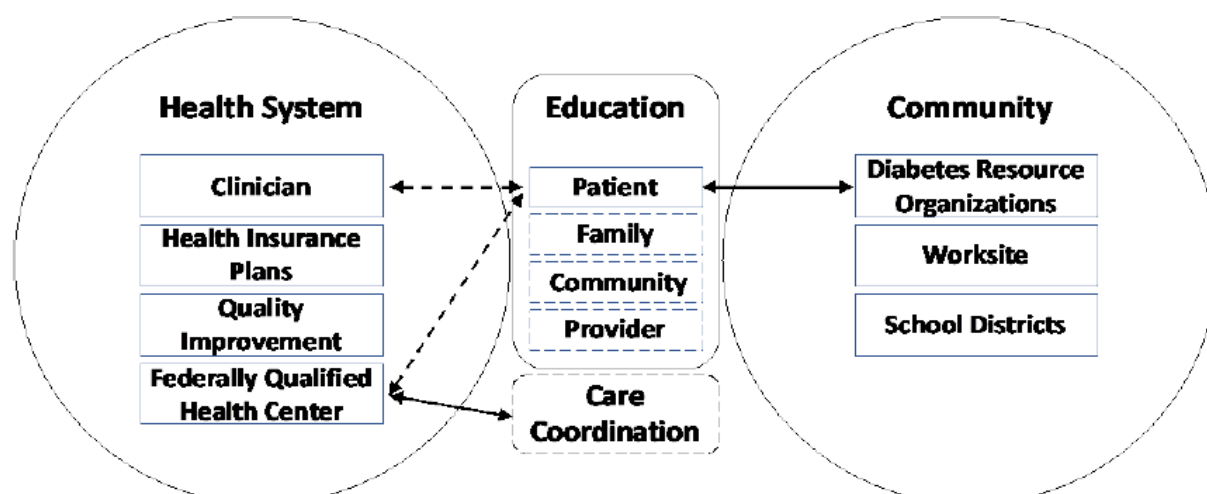 Health System
Clinician
Health Insurance
Plans
Quality
Improvement
Federally Qualified
Health Center
Education
Patient
Family
Community
Provider
Care
Coordination
Community
Diabetes Resource
Organizations
Worksite
School Districts